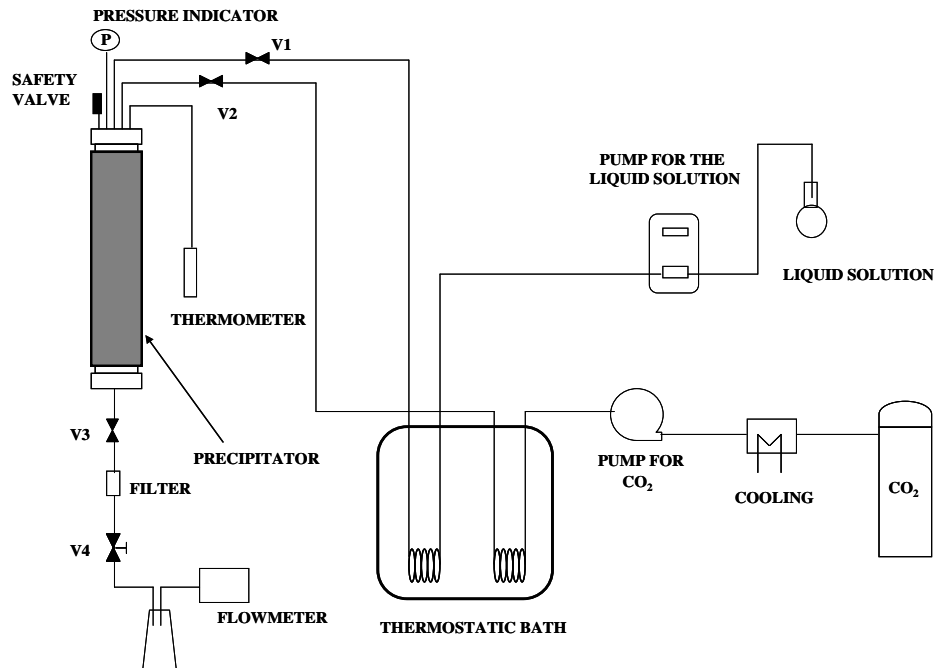 PRESSURE INDICATOR
P
V1
SAFETY
VALVE
V2
PUMP FOR THE
LIQUID SOLUTION
LIQUID SOLUTION
THERMOMETER
V3
PRECIPITATOR
PUMP FOR
CO₂
COOLING
CO₂
FILTER
V4
FLOWMETER
THERMOSTATIC BATH